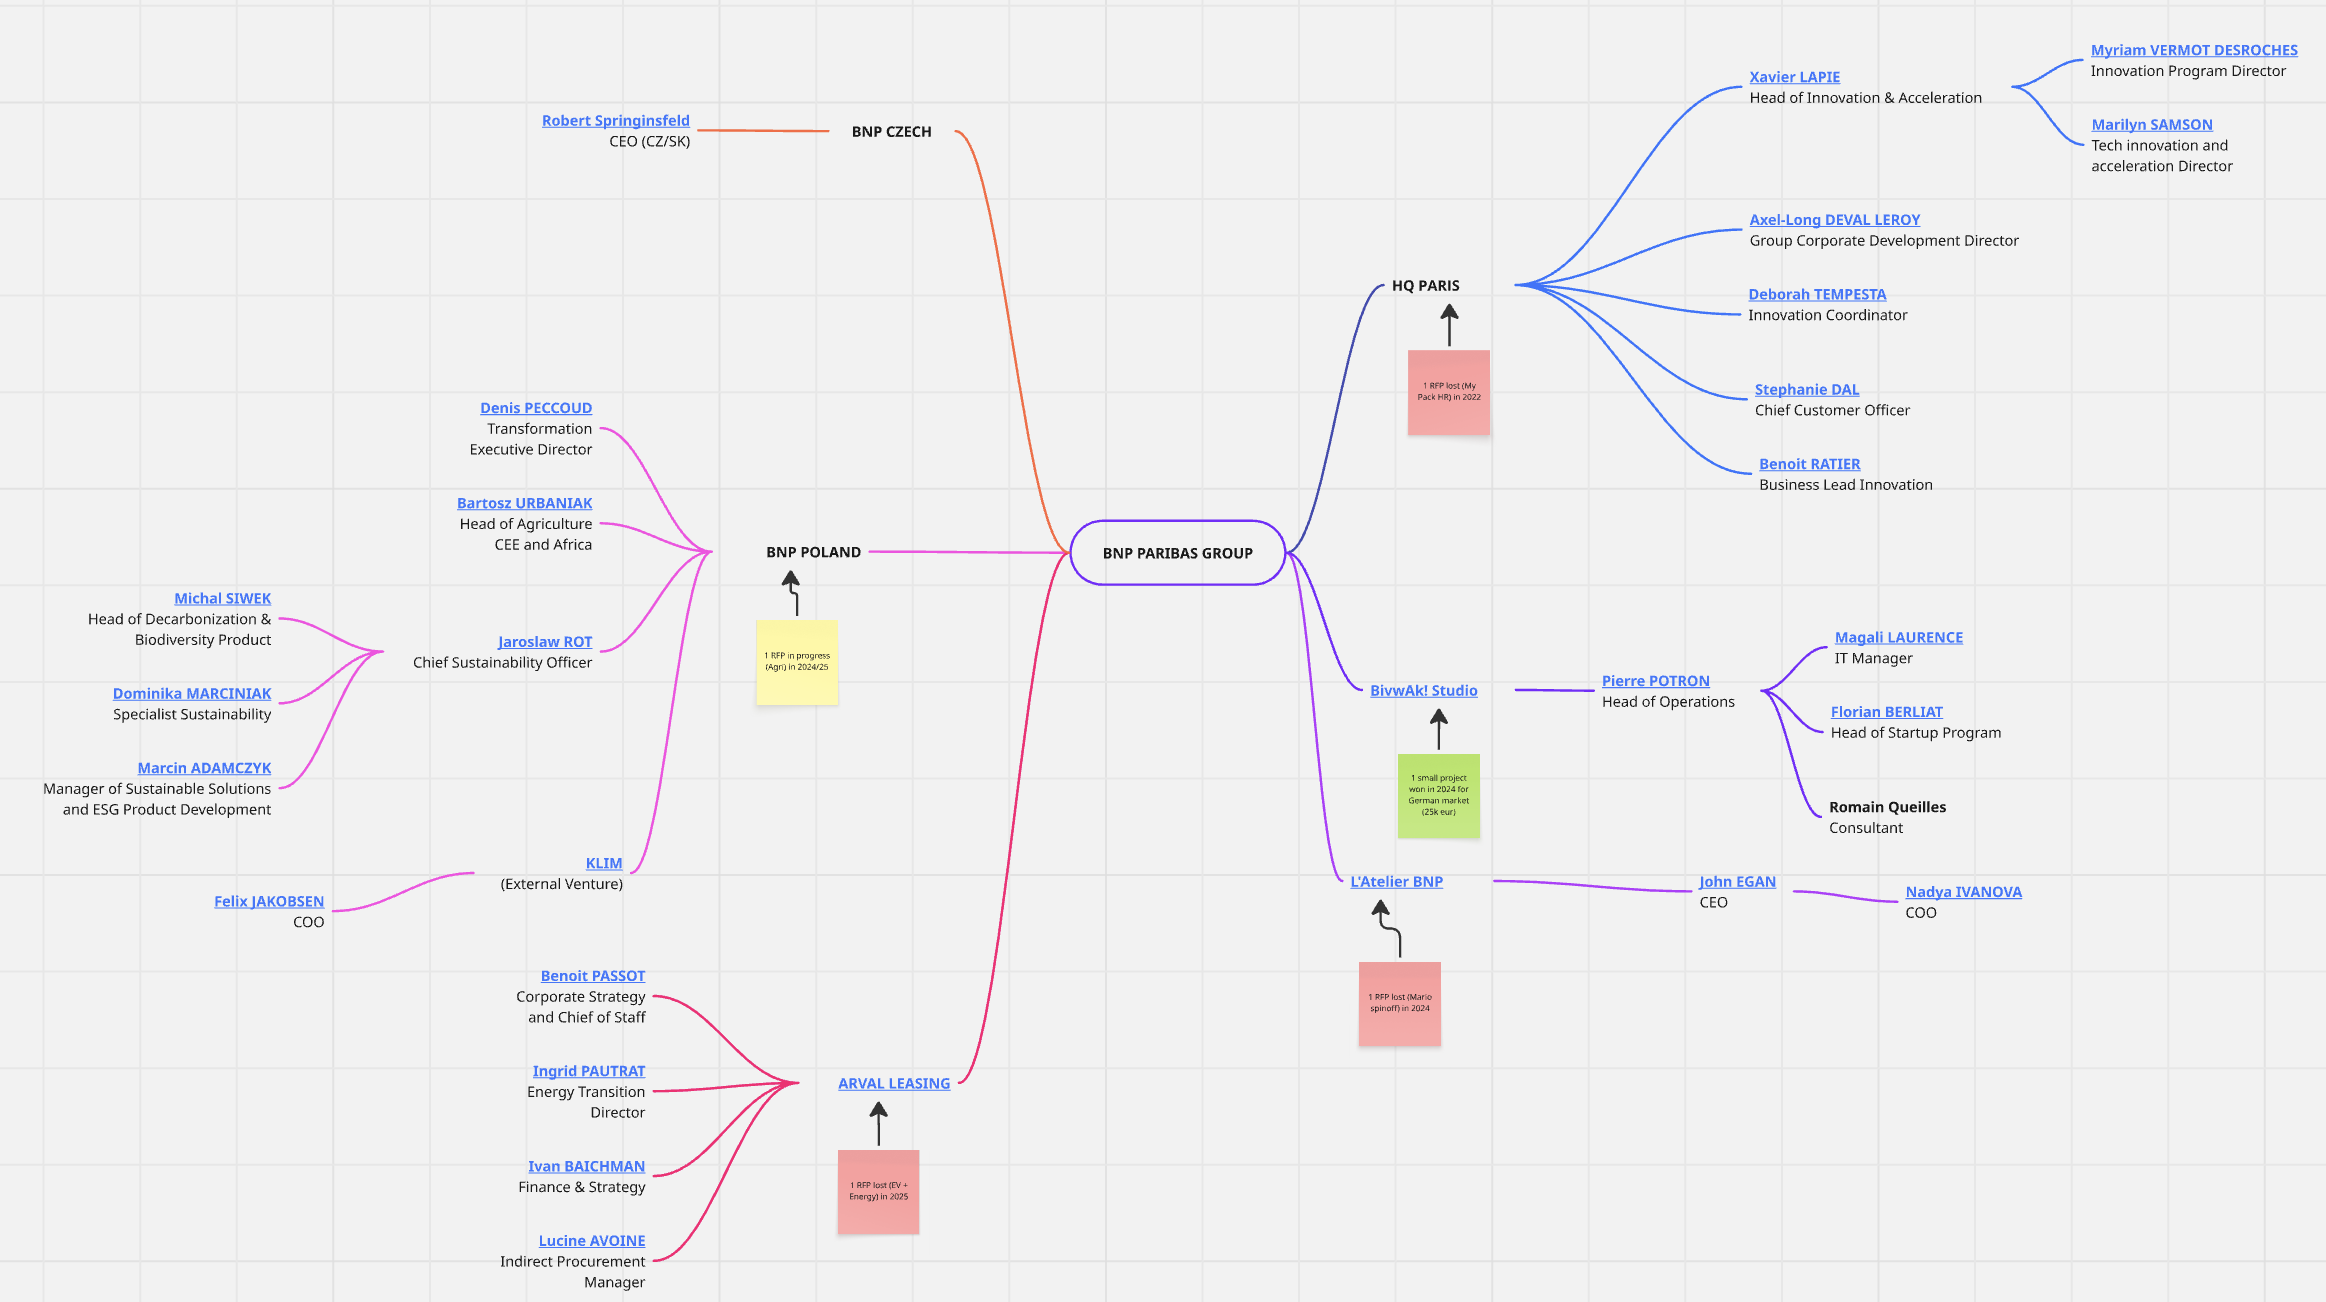 BNP PARIBAS GROUP
BNP CZECH
Robert Springinsfeld
CEO (CZ/SK)
BNP POLAND
1 RFP in progress
(Agri) in 2024/25
Denis PECCOUD
Transformation
Executive Director
Bartosz URBANIAK
Head of Agriculture
CEE and Africa
Jaroslaw ROT
Chief Sustainability Officer
Michal SIWEK
Head of Decarbonization &
Biodiversity Product
Dominika MARCINIAK
Specialist Sustainability
Marcin ADAMCZYK
Manager of Sustainable Solutions
and ESG Product Development
KLIM
(External Venture)
Felix JAKOBSEN
COO
ARVAL LEASING
1 RFP lost (EV +
Energy) in 2025
Benoit PASSOT
Corporate Strategy
and Chief of Staff
Ingrid PAUTRAT
Energy Transition
Director
Ivan BAICHMAN
Finance & Strategy
Lucine AVOINE
Indirect Procurement
Manager
HQ PARIS
1 RFP lost (My
Pack HR) in 2022
Xavier LAPIE
Head of Innovation & Acceleration
Myriam VERMOT DESROCHES
Innovation Program Director
Marilyn SAMSON
Tech innovation and
acceleration Director
Axel-Long DEVAL LEROY
Group Corporate Development Director
Deborah TEMPESTA
Innovation Coordinator
Stephanie DAL
Chief Customer Officer
Benoit RATIER
Business Lead Innovation
BivwAk! Studio
1 small project
won in 2024 for
German market
(25k eur)
Pierre POTRON
Head of Operations
Magali LAURENCE
IT Manager
Florian BERLIAT
Head of Startup Program
Romain Queilles
Consultant
L'Atelier BNP
1 RFP lost (Mario
spinoff) in 2024
John EGAN
CEO
Nadya IVANOVA
COO